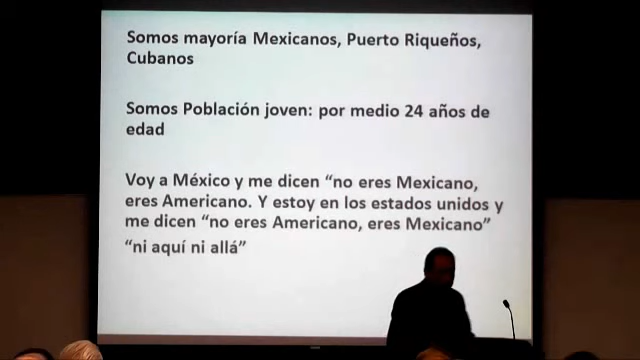 Somos mayoría Mexicanos, Puerto Riqueños,
Cubanos
Somos Población joven: por medio 24 años de
edad
Voy a México y me dicen “no eres Mexicano,
eres Americano. Y estoy en los estados unidos y
me dicen “no eres Americano, eres Mexicano”
“ni aquí ni allá”